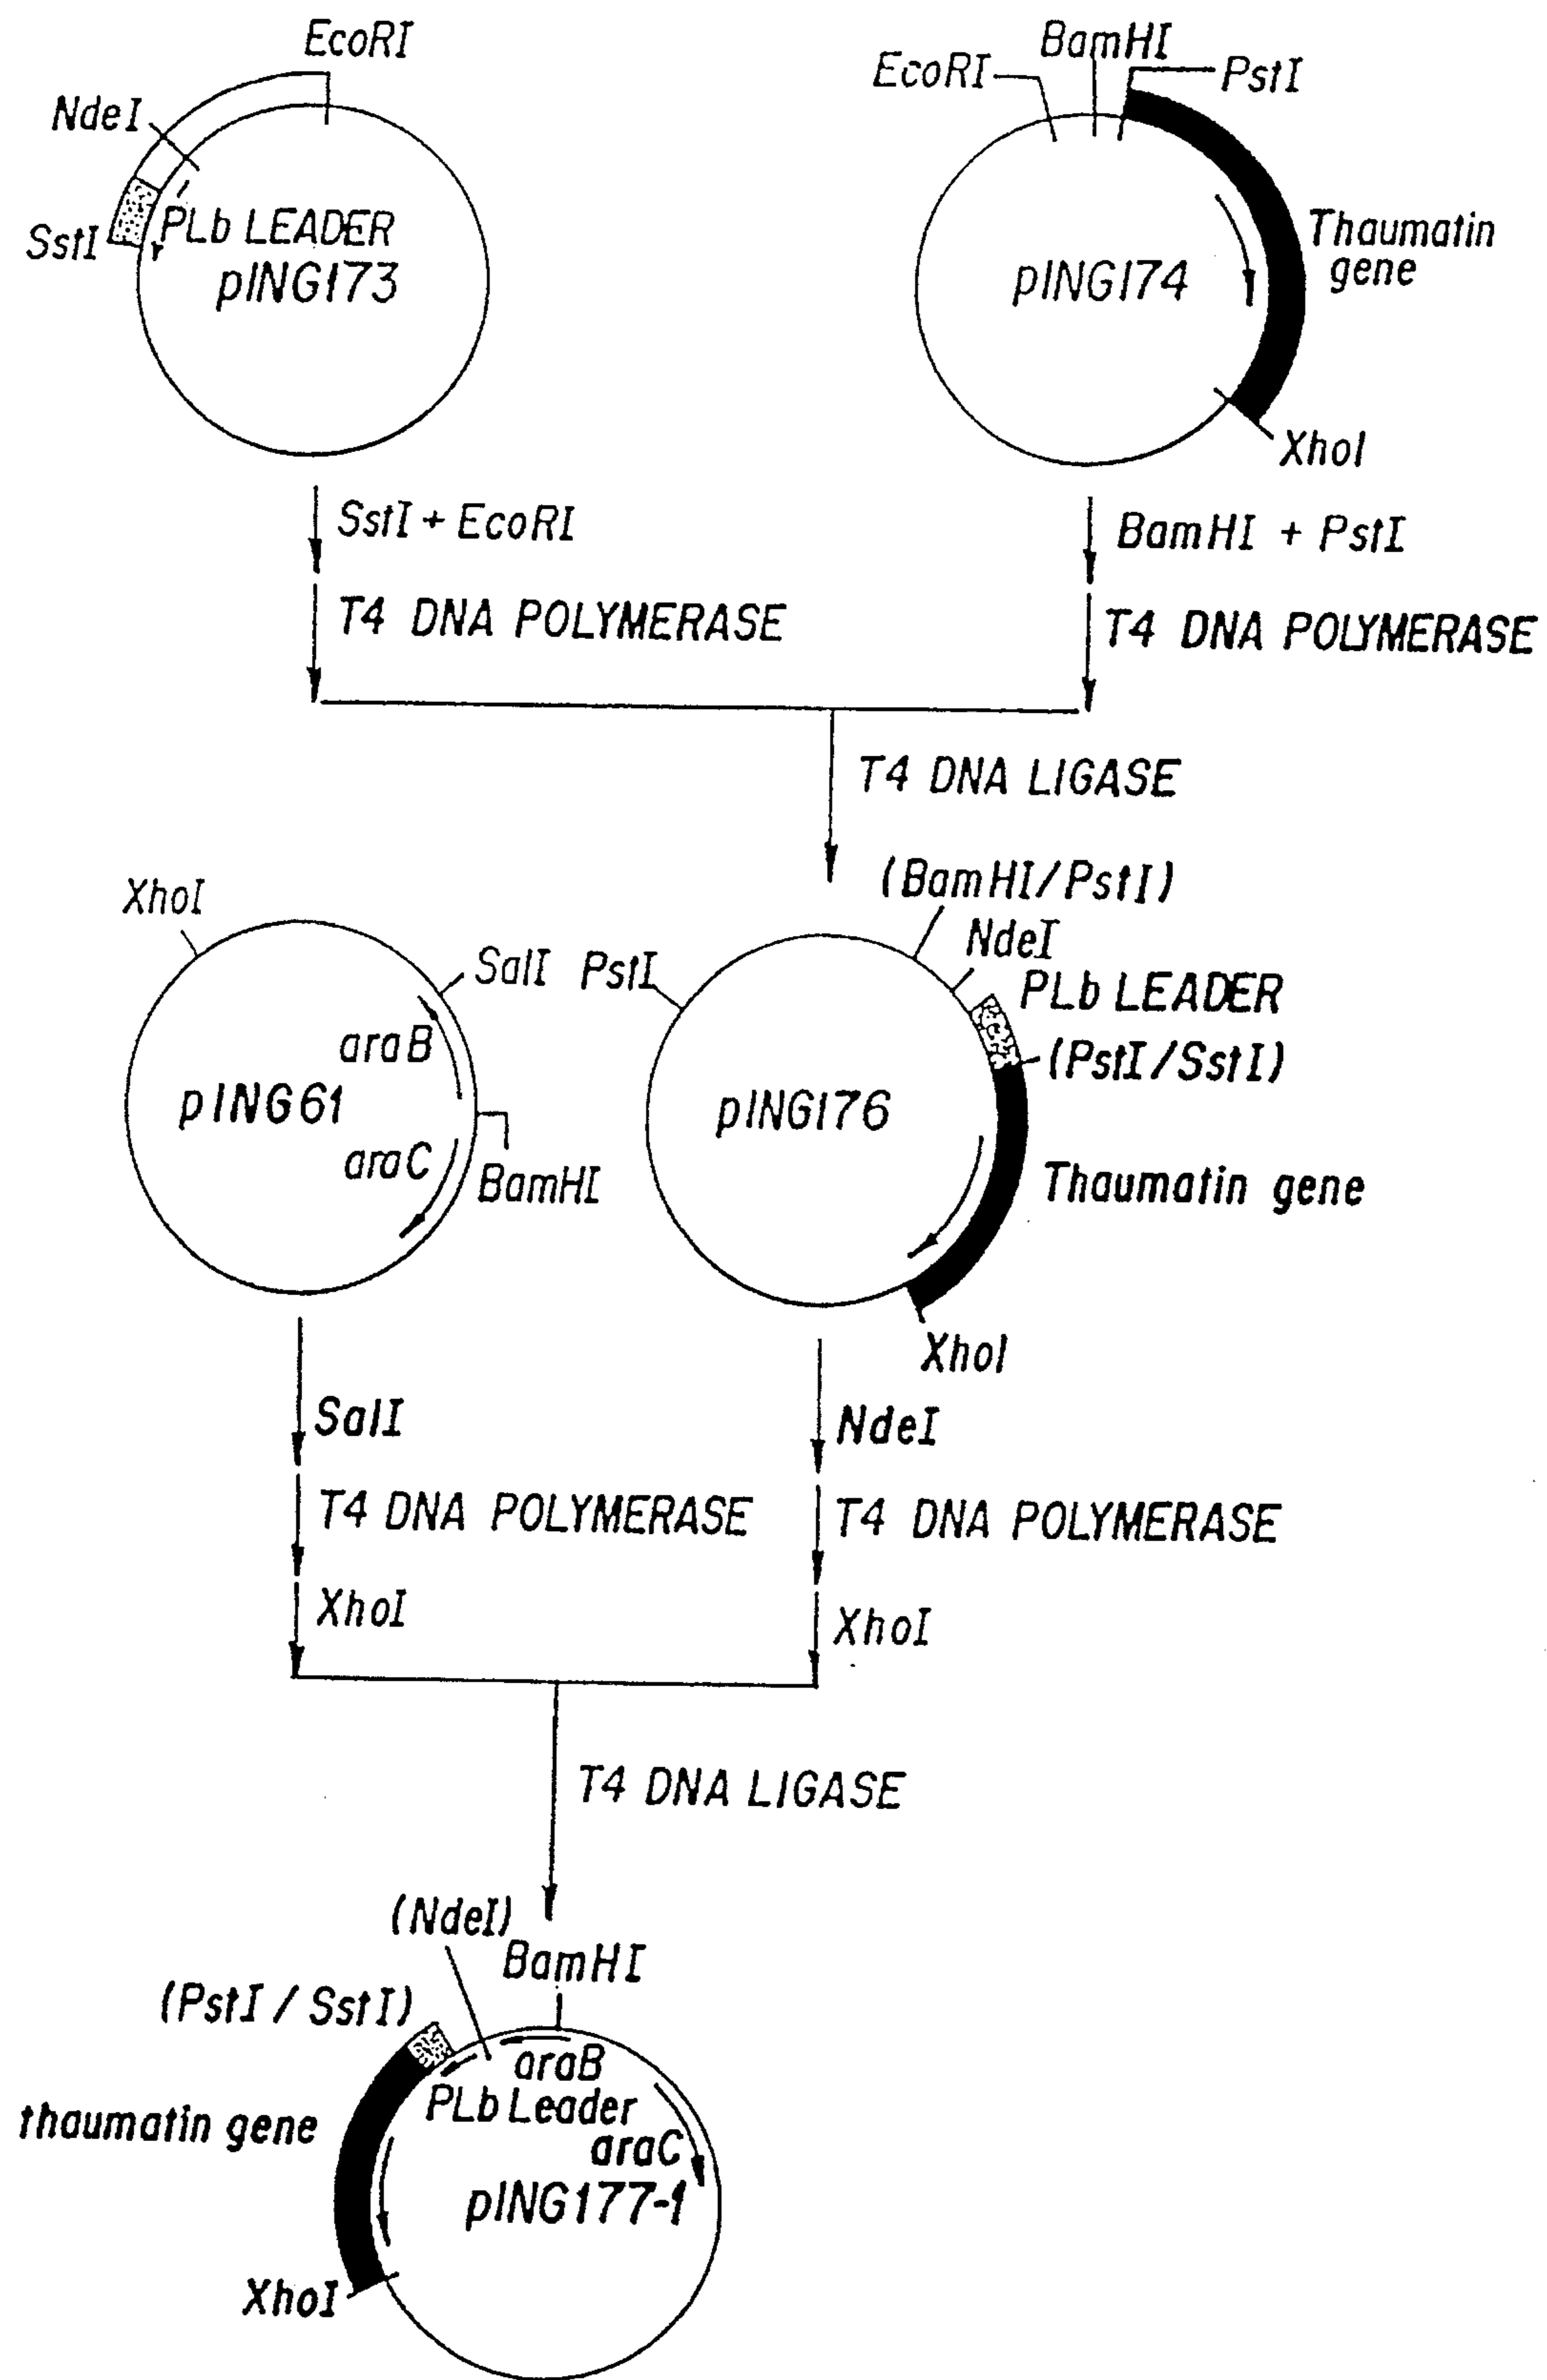 EcoRI
NdeI
SstI
PLb LEADER
pING173
EcoRI
BamHI
PstI
pING174
Thaumatin
gene
XhoI
SstI + EcoRI
T4 DNA POLYMERASE
BamHI + PstI
T4 DNA POLYMERASE
T4 DNA LIGASE
XhoI
SalI
araB
pING61
araC
BamHI
(BamHI/PstI)
PstI
NdeI
PLb LEADER
(PstI/SstI)
pING176
Thaumatin gene
XhoI
SalI
T4 DNA POLYMERASE
XhoI
NdeI
T4 DNA POLYMERASE
XhoI
T4 DNA LIGASE
(NdeI)
BamHI
(PstI / SstI)
araB
PLb Leader
thaumatin gene
araC
pING177-1
XhoI